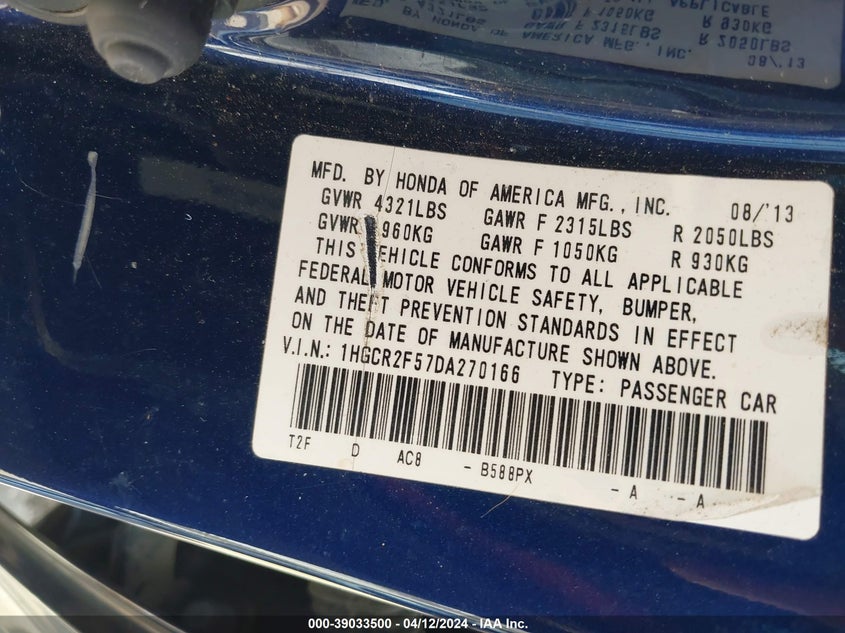 MFD. BY HONDA OF AMERICA MFG., INC. 08/'13
GVWR 4321LBS GAWR F 2315LBS R 2050LBS
GVWR 960KG GAWR F 1050KG R 930KG
THIS VEHICLE CONFORMS TO ALL APPLICABLE
FEDERAL MOTOR VEHICLE SAFETY, BUMPER,
AND THEFT PREVENTION STANDARDS IN EFFECT
ON THE DATE OF MANUFACTURE SHOWN ABOVE.
V.I.N.: 1HGCR2F57DA270166 TYPE: PASSENGER CAR
T2F D AC8 - B588PX - A - A
000-39033500 - 04/12/2024 - IAAI, Inc.